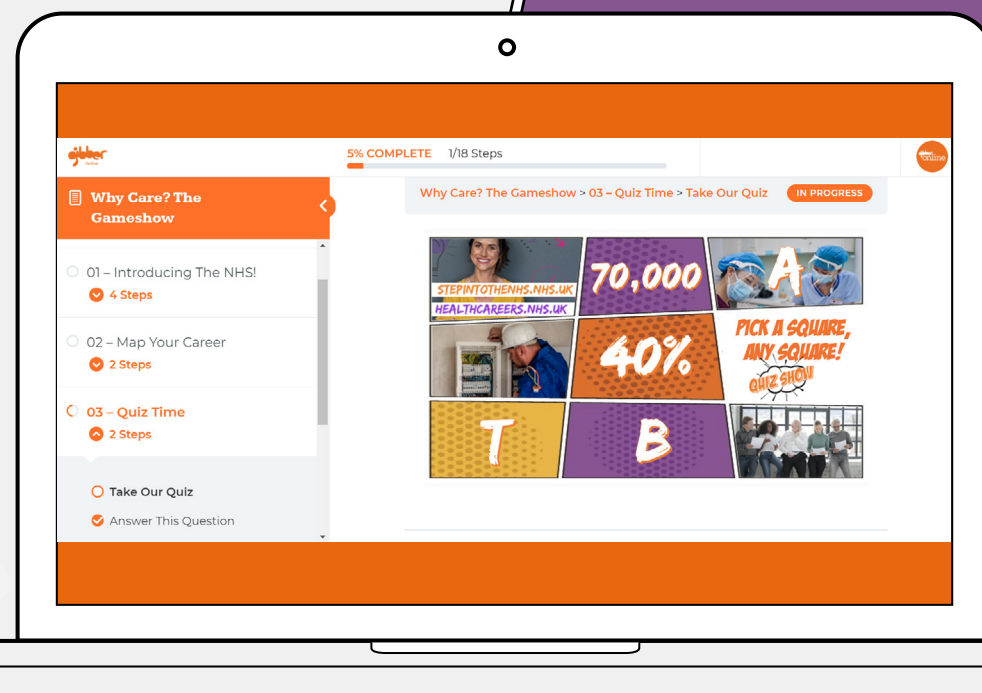 gibber
online
5% COMPLETE 1/18 Steps
online
Why Care? The
Gameshow
01 – Introducing The NHS!
4 Steps
02 – Map Your Career
2 Steps
03 – Quiz Time
2 Steps
Take Our Quiz
Answer This Question
Why Care? The Gameshow > 03 – Quiz Time > Take Our Quiz
IN PROGRESS
STEPINTOTHENHS.NHS.UK
HEALTHCAREERS.NHS.UK
70,000
A
40%
PICK A SQUARE,
ANY SQUARE!
QUIZ SHOW
T
B